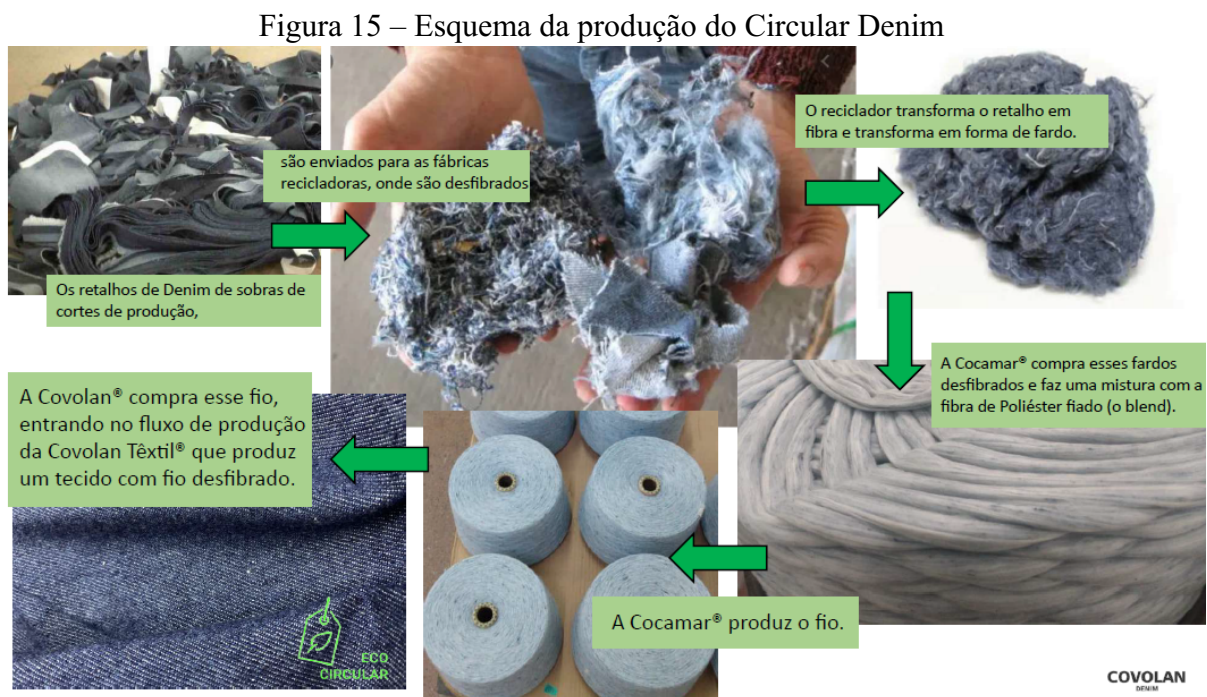 Figura 15 – Esquema da produção do Circular Denim
Os retalhos de Denim de sobras de
cortes de produção,
são enviados para as fábricas
recicladoras, onde são desfibrados
O reciclador transforma o retalho em
fibra e transforma em forma de fardo.
A Cocamar® compra esses fardos
desfibrados e faz uma mistura com a
fibra de Poliéster fiado (o blend).
A Cocamar® produz o fio.
A Covolan® compra esse fio,
entrando no fluxo de produção
da Covolan Têxtil® que produz
um tecido com fio desfibrado.
ECO
CIRCULAR
COVOLAN
DENIM